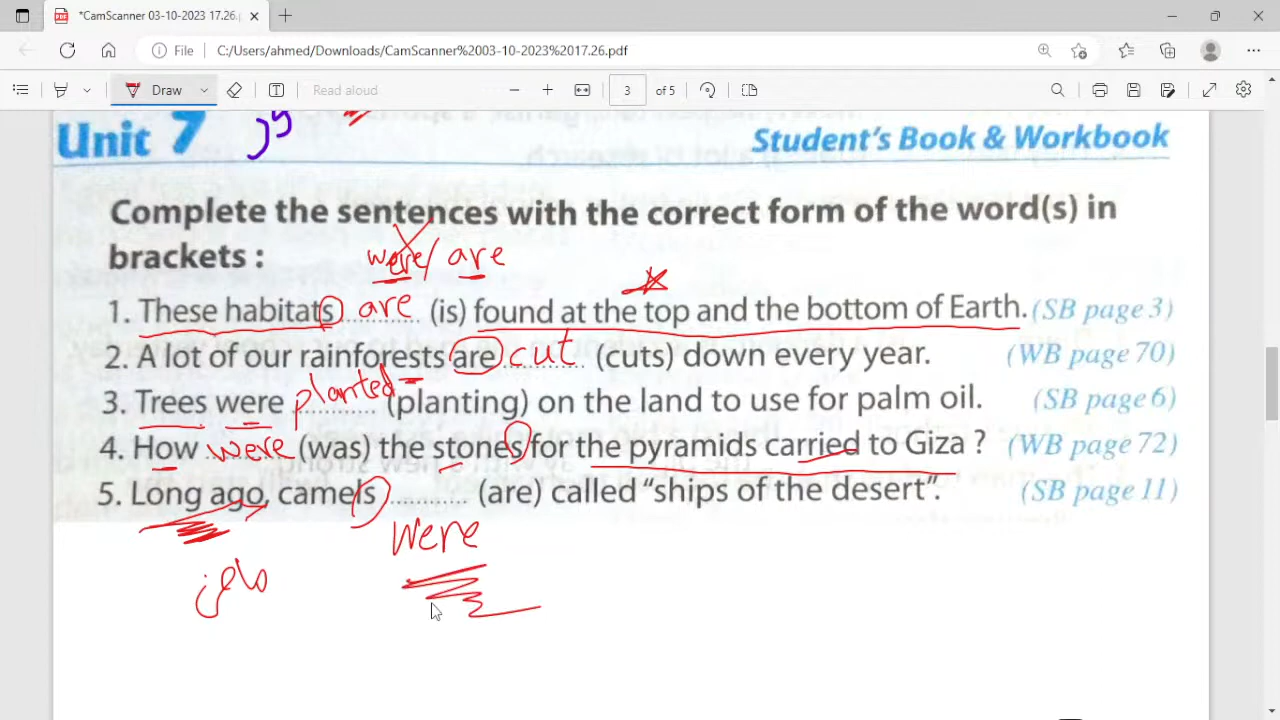 *CamScanner 03-10-2023 17.26.p
File C:/Users/ahmed/Downloads/CamScanner%2003-10-2023%2017.26.pdf
Draw Read aloud 3 of 5
Unit 7 Student's Book & Workbook
Complete the sentences with the correct form of the word(s) in
brackets :
were/ are
1. These habitats are (is) found at the top and the bottom of Earth. (SB page 3)
2. A lot of our rainforests are cut (cuts) down every year. (WB page 70)
3. Trees were planted (planting) on the land to use for palm oil. (SB page 6)
4. How were (was) the stones for the pyramids carried to Giza ? (WB page 72)
5. Long ago, camels ............ (are) called “ships of the desert”. (SB page 11)
were
ماضي